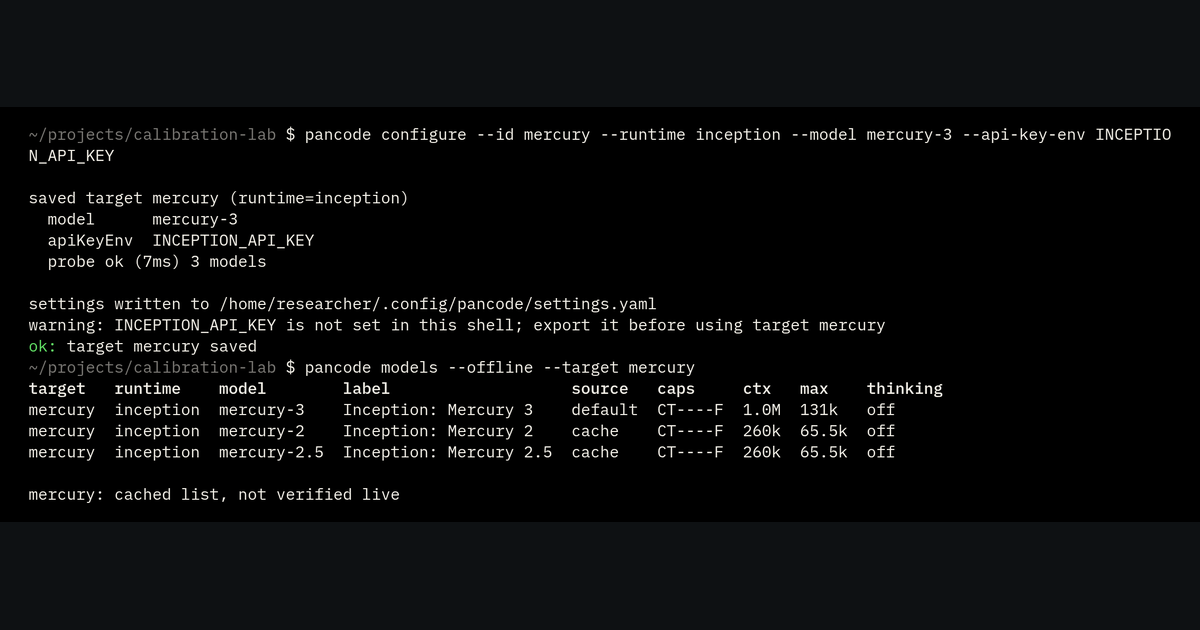 ~/projects/calibration-lab $ pancode configure --id mercury --runtime inception --model mercury-3 --api-key-env INCEPTIO
N_API_KEY
saved target mercury (runtime=inception)
  model      mercury-3
  apiKeyEnv  INCEPTION_API_KEY
  probe ok (7ms) 3 models
settings written to /home/researcher/.config/pancode/settings.yaml
warning: INCEPTION_API_KEY is not set in this shell; export it before using target mercury
ok: target mercury saved
~/projects/calibration-lab $ pancode models --offline --target mercury
target   runtime    model        label                   source   caps     ctx   max    thinking
mercury  inception  mercury-3    Inception: Mercury 3    default  CT----F  1.0M  131k   off
mercury  inception  mercury-2    Inception: Mercury 2    cache    CT----F  260k  65.5k  off
mercury  inception  mercury-2.5  Inception: Mercury 2.5  cache    CT----F  260k  65.5k  off
mercury: cached list, not verified live